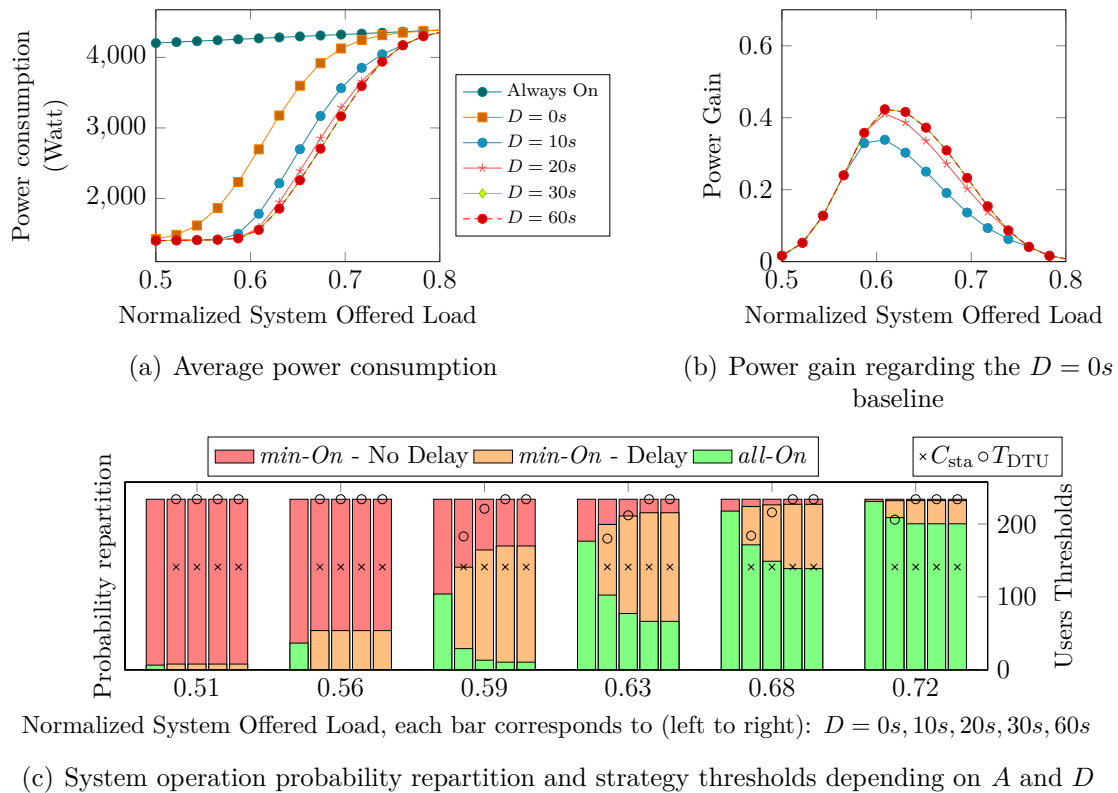 4,000
3,000
2,000
Power consumption
(Watt)
0.5 0.6 0.7 0.8
Normalized System Offered Load
Always On
D = 0s
D = 10s
D = 20s
D = 30s
D = 60s
(a) Average power consumption
0.6
0.4
0.2
0
Power Gain
0.5 0.6 0.7 0.8
Normalized System Offered Load
(b) Power gain regarding the D = 0s
baseline
min-On - No Delay min-On - Delay all-On
× C_sta ○ T_DTU
Probability repartition
200
100
0
Users Thresholds
0.51 0.56 0.59 0.63 0.68 0.72
Normalized System Offered Load, each bar corresponds to (left to right): D = 0s, 10s, 20s, 30s, 60s
(c) System operation probability repartition and strategy thresholds depending on A and D